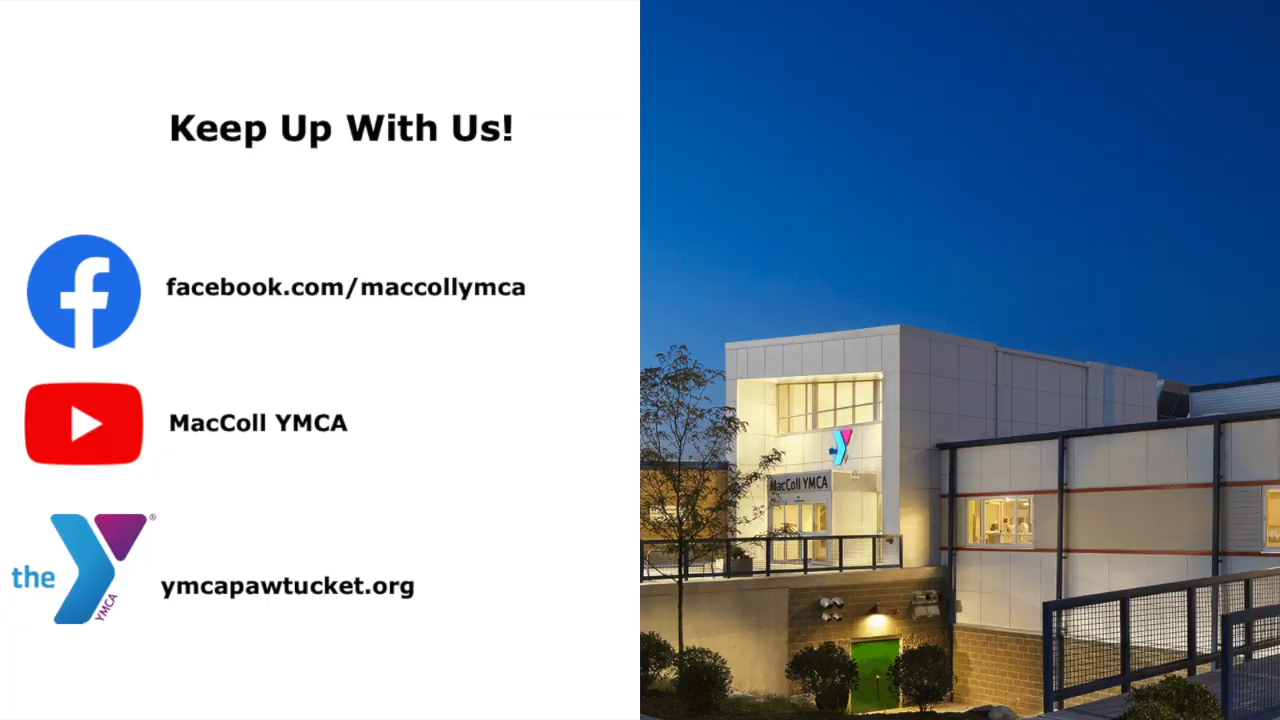 Keep Up With Us!
facebook.com/maccollymca
MacColl YMCA
the
YMCA
®
ymcapawtucket.org
MacColl YMCA